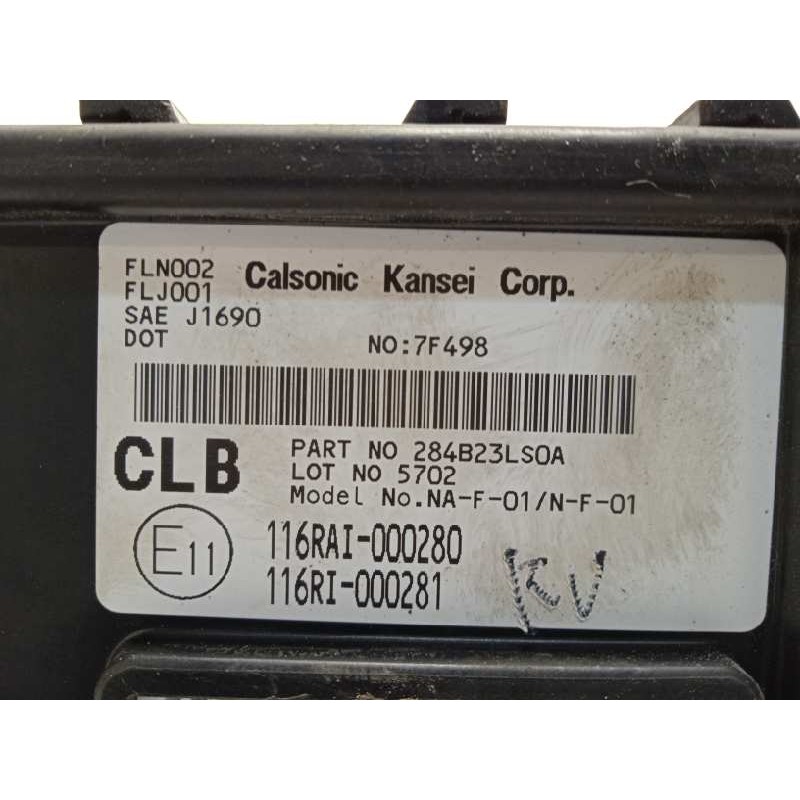 FLN002 Calsonic Kansei Corp.
FLJ001
SAE J1690
DOT NO:7F498
CLB
PART NO 284B23LS0A
LOT NO 5702
Model No.NA-F-01/N-F-01
E11
116RAI-000280
116RI-000281